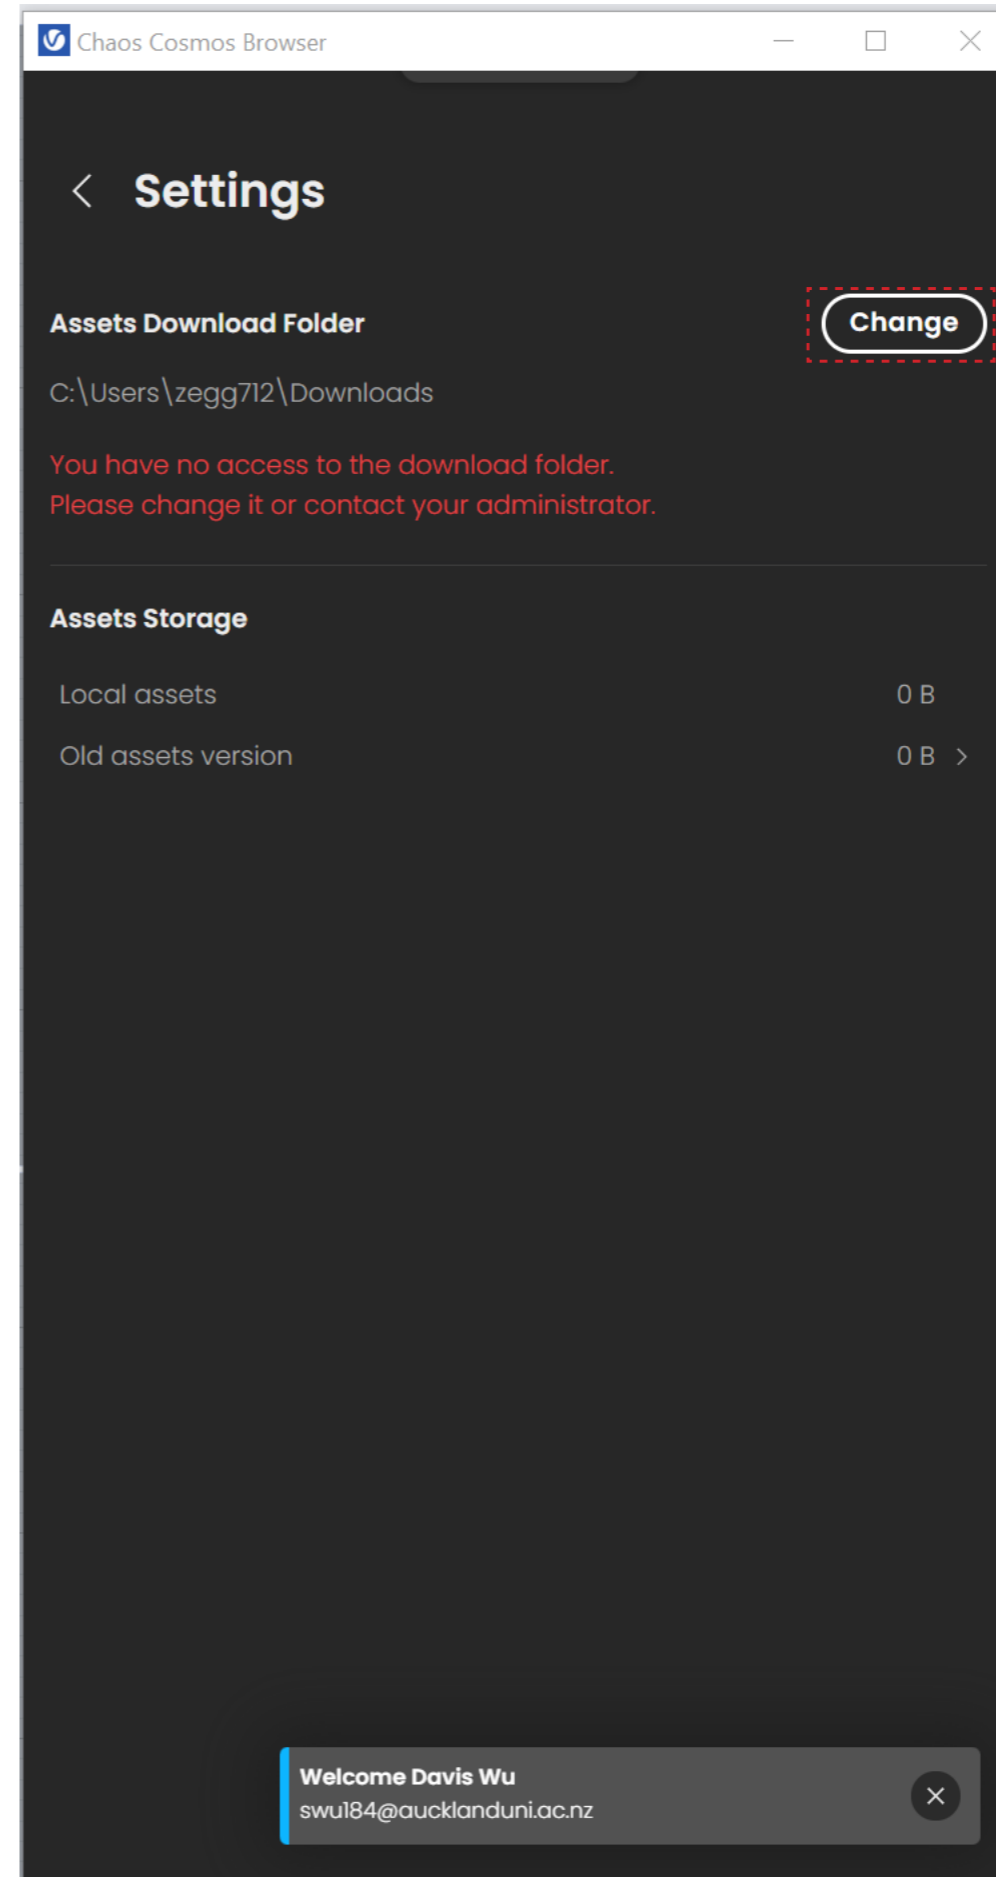 Chaos Cosmos Browser
Settings
Assets Download Folder
Change
C:\Users\zegg712\Downloads
You have no access to the download folder.
Please change it or contact your administrator.
Assets Storage
Local assets 0 B
Old assets version 0 B >
Welcome Davis Wu
swu184@aucklanduni.ac.nz